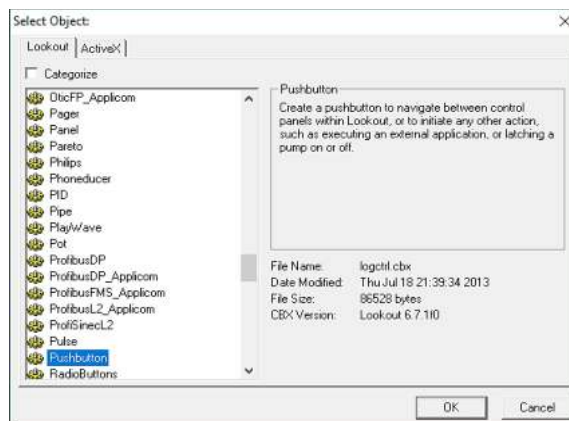 Select Object:
Lookout
ActiveX
Categorize
OticFP_Applicom
Pager
Panel
Pareto
Philips
Phoneducer
PID
Pipe
PlayWave
Pot
ProfibusDP
ProfibusDP_Applicom
ProfibusFMS_Applicom
ProfibusL2_Applicom
ProfiSinecL2
Pulse
Pushbutton
RadioButtons
Pushbutton
Create a pushbutton to navigate between control
panels within Lookout, or to initiate any other action,
such as executing an external application, or latching a
pump on or off.
File Name: logctrl.cbx
Date Modified: Thu Jul 18 21:39:34 2013
File Size: 86528 bytes
CBX Version: Lookout 6.7.1f0
OK
Cancel